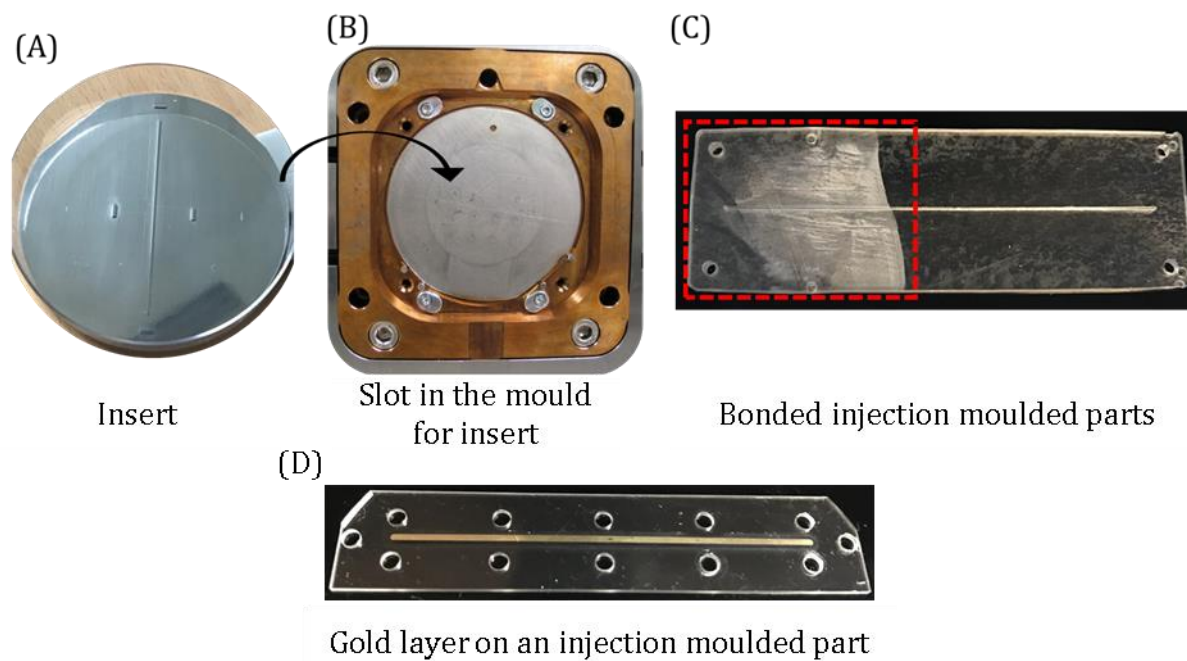 (A)
(B)
(C)
Insert
Slot in the mould
for insert
Bonded injection moulded parts
(D)
Gold layer on an injection moulded part